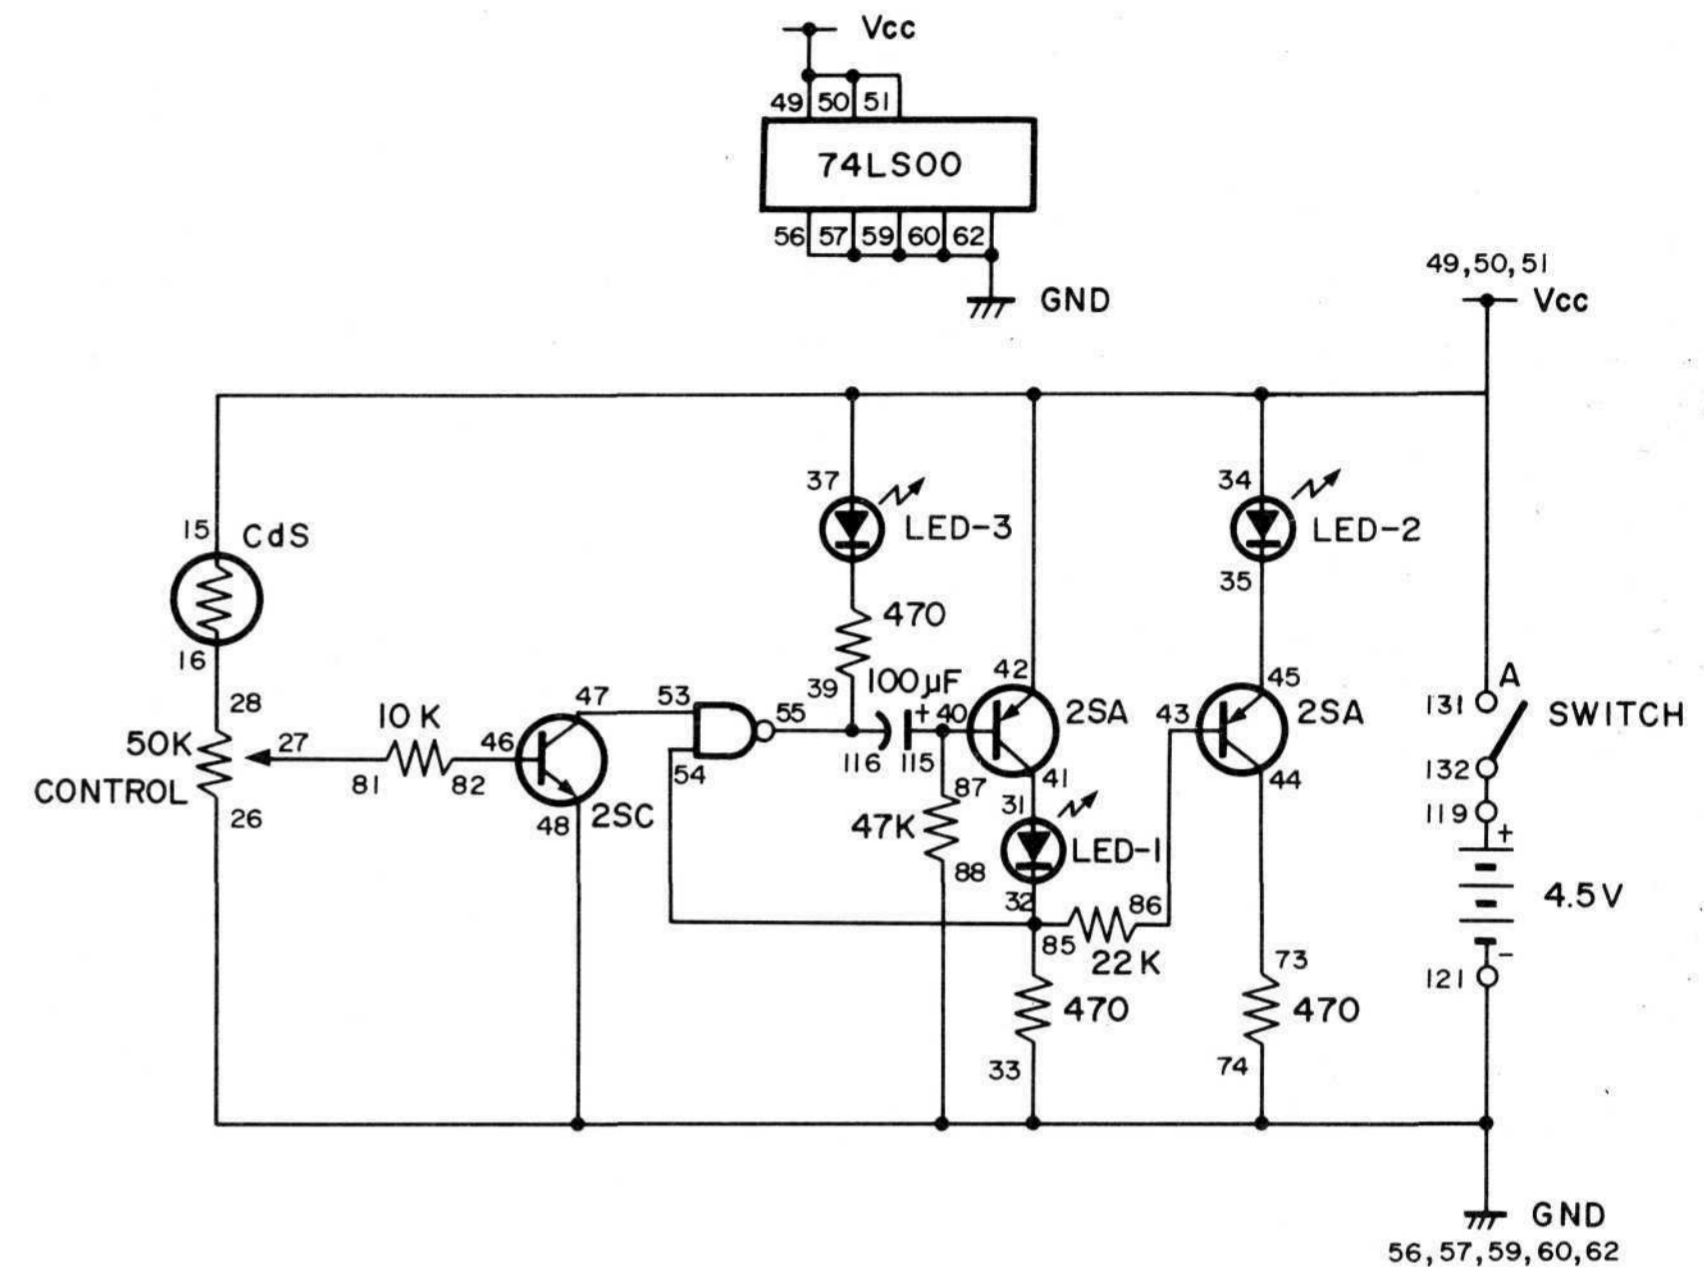 Vcc
49 50 51
74LS00
56 57 59 60 62
GND
49,50,51
Vcc
37
LED-3
34
LED-2
35
15
CdS
16
470
39
100µF
28
50K
CONTROL
27
26
10K
81
82
46
47
48
2SC
53
54
55
116
+
115
40
42
2SA
41
43
45
2SA
44
131
A
SWITCH
132
119
+
4.5V
-
121
87
47K
88
31
LED-1
32
85
86
22K
470
33
73
470
74
GND
56,57,59,60,62